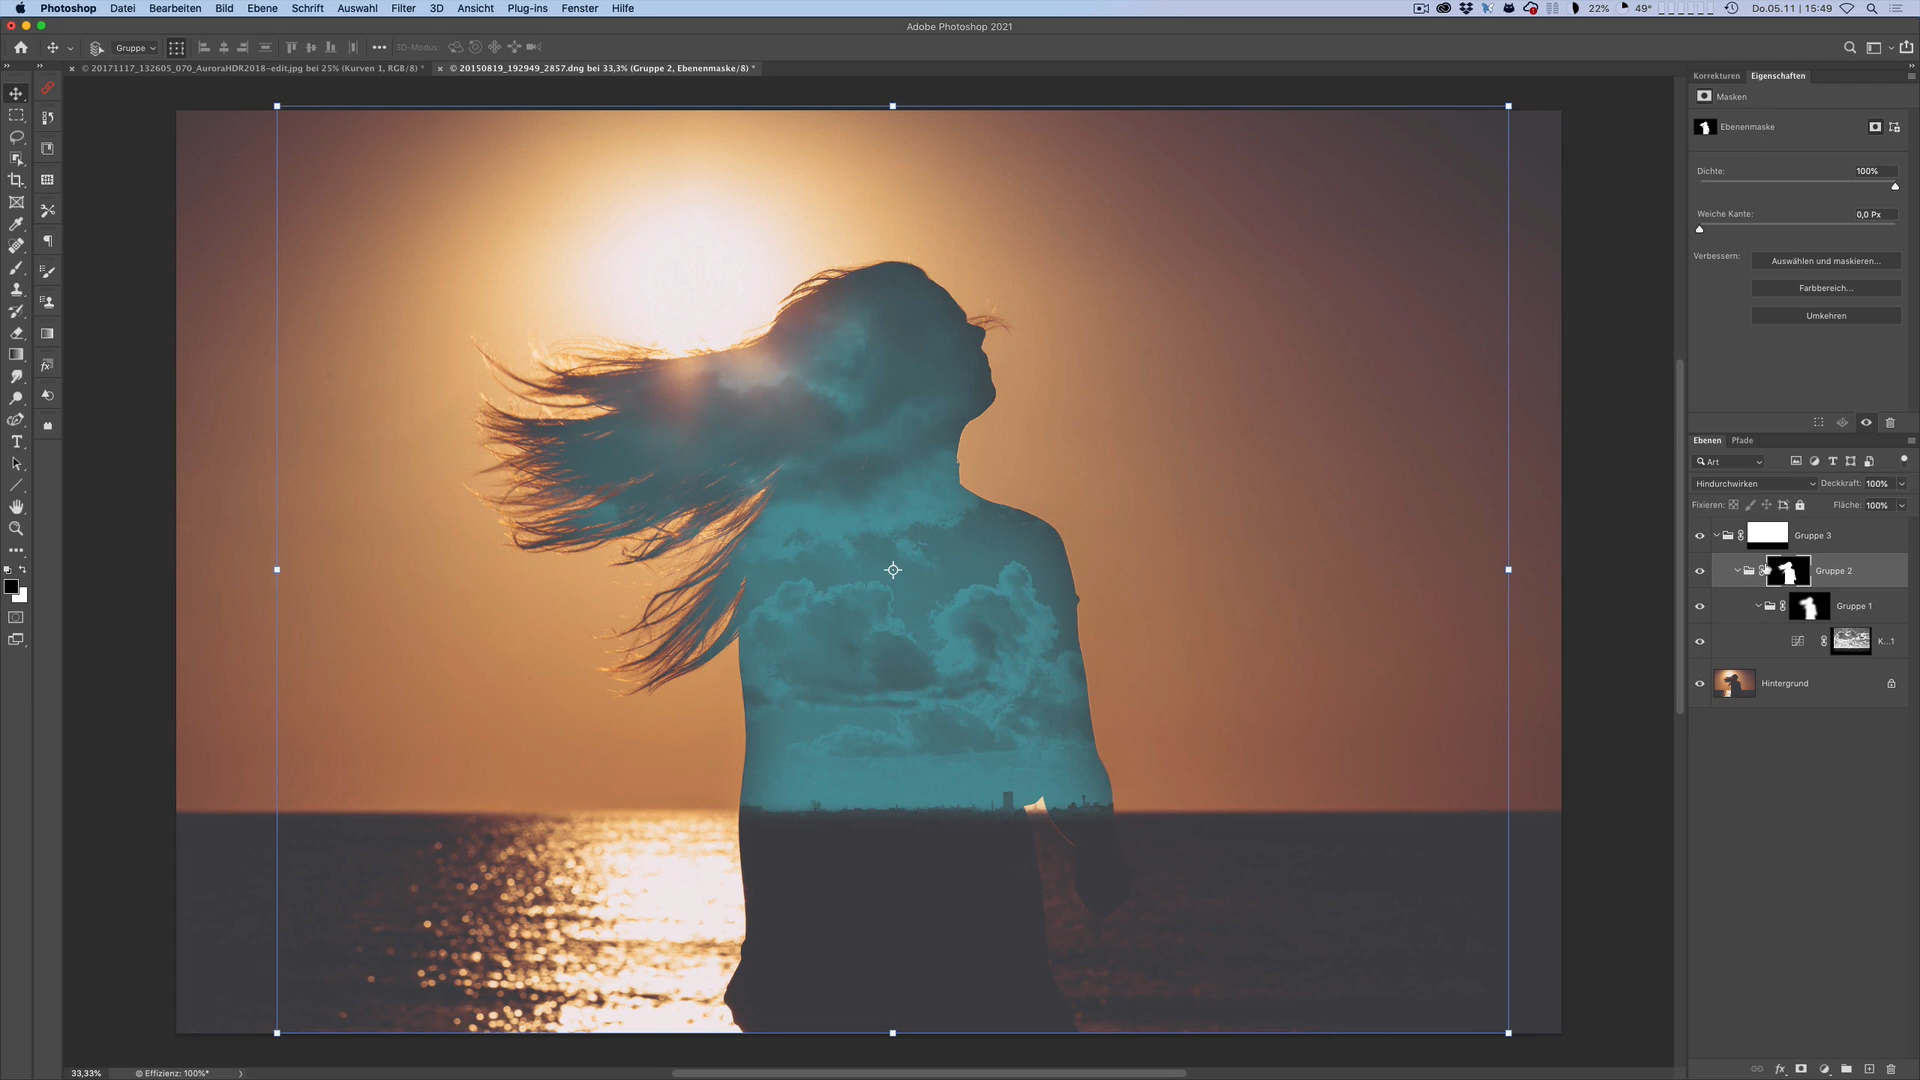 Photoshop Datei Bearbeiten Bild Ebene Schrift Auswahl Filter 3D Ansicht Plug-ins Fenster Hilfe 22% 49° Do.05.11 | 15:49
Adobe Photoshop 2021
Gruppe 3D-Modus:
× © 20171117_132605_070_AuroraHDR2018-edit.jpg bei 25% (Kurven 1, RGB/8) * × © 20150819_192949_2857.dng bei 33,3% (Gruppe 2, Ebenenmaske/8) *
Korrekturen Eigenschaften
Masken
Ebenenmaske
Dichte: 100%
Weiche Kante: 0,0 Px
Verbessern: Auswählen und maskieren...
Farbbereich...
Umkehren
Ebenen Pfade
Art
Hindurchwirken Deckkraft: 100%
Fixieren: Fläche: 100%
Gruppe 3
Gruppe 2
Gruppe 1
K...1
Hintergrund
33,33% © Effizienz: 100%*